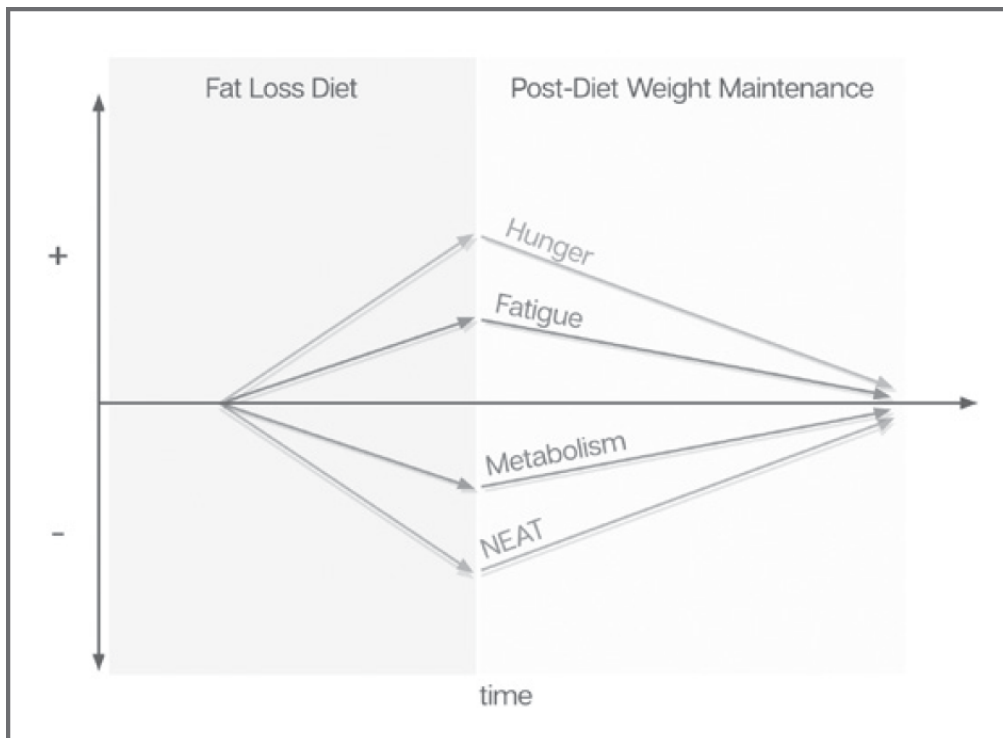 Fat Loss Diet
Post-Diet Weight Maintenance
+
Hunger
Fatigue
Metabolism
-
NEAT
time